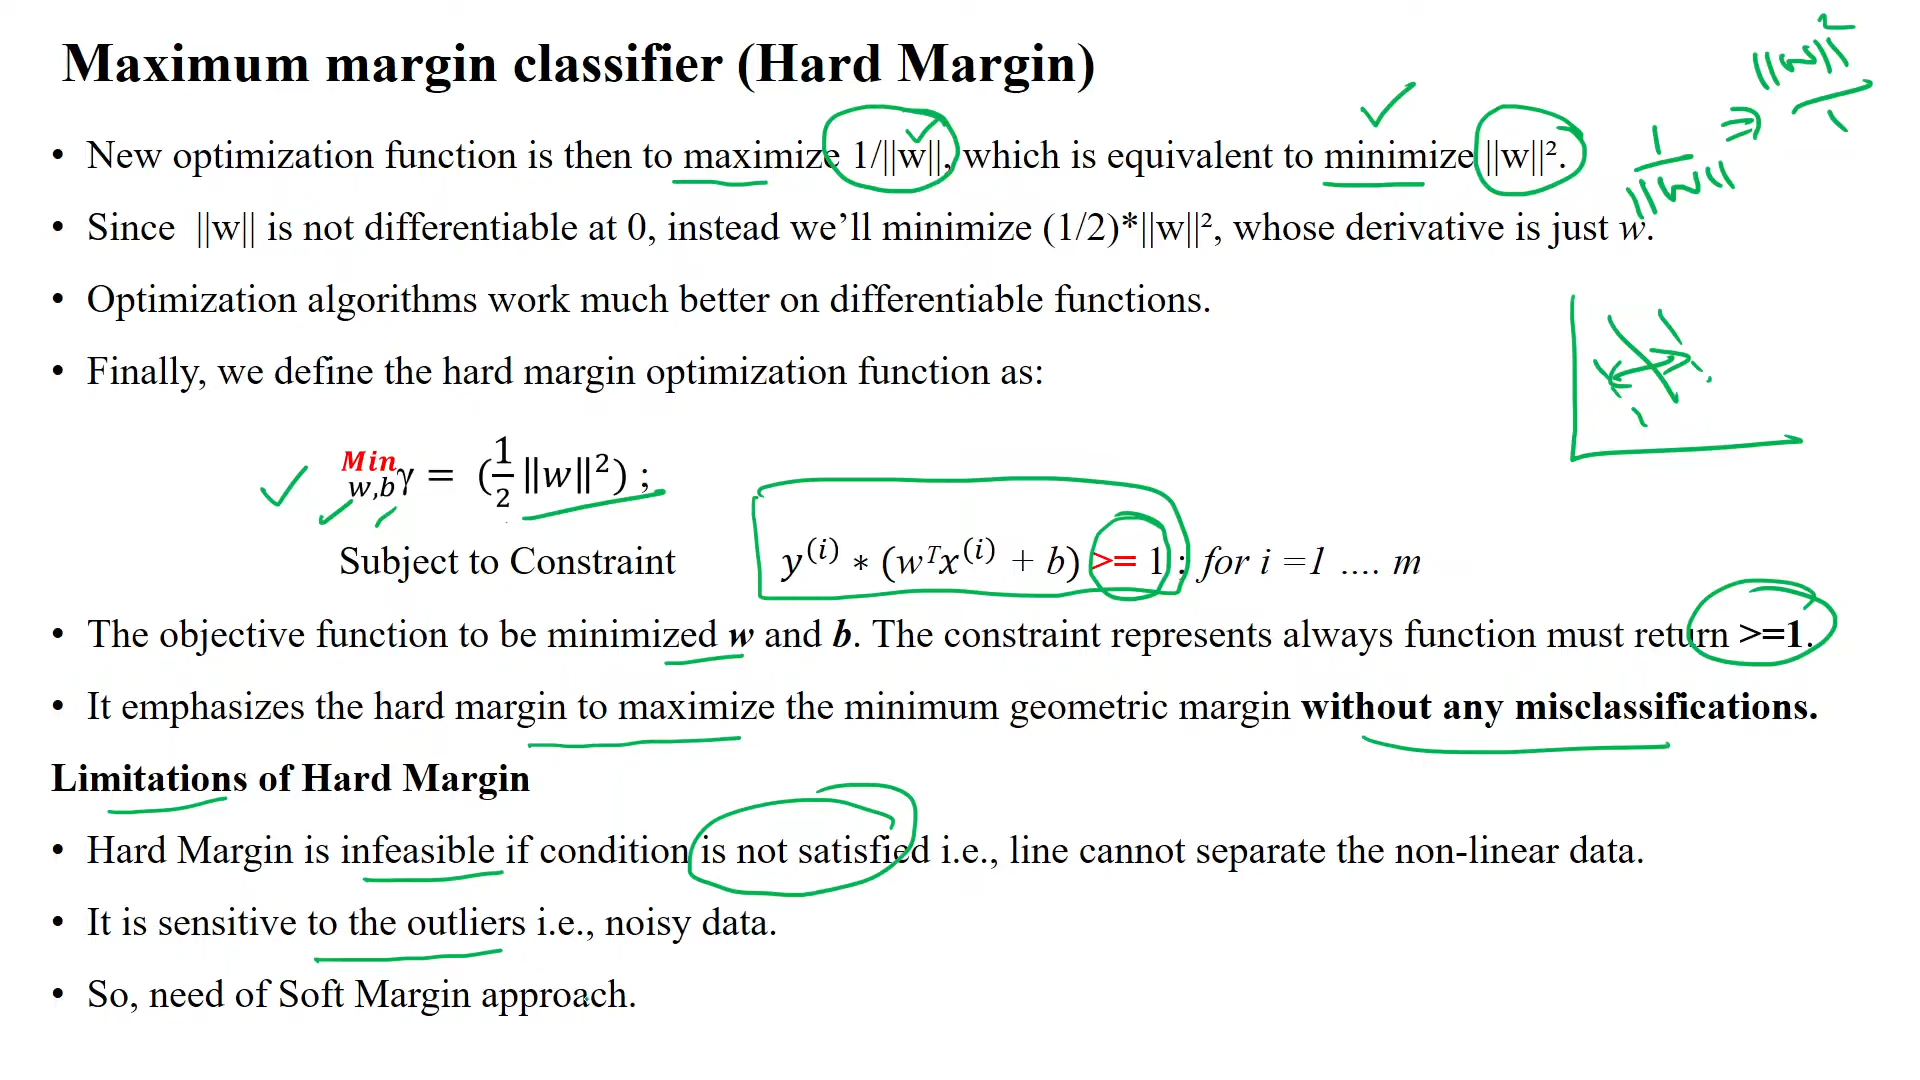 Maximum margin classifier (Hard Margin)
• New optimization function is then to maximize 1/||w||, which is equivalent to minimize ||w||².
1/||w|| ⇒ ||w||²/1
• Since ||w|| is not differentiable at 0, instead we’ll minimize (1/2)*||w||², whose derivative is just w.
• Optimization algorithms work much better on differentiable functions.
• Finally, we define the hard margin optimization function as:
Min w,b γ = (1/2 ||w||²) ;
Subject to Constraint y⁽ⁱ⁾ * (wᵀx⁽ⁱ⁾ + b) >= 1 ; for i =1 .... m
• The objective function to be minimized w and b. The constraint represents always function must return >=1.
• It emphasizes the hard margin to maximize the minimum geometric margin without any misclassifications.
Limitations of Hard Margin
• Hard Margin is infeasible if condition is not satisfied i.e., line cannot separate the non-linear data.
• It is sensitive to the outliers i.e., noisy data.
• So, need of Soft Margin approach.